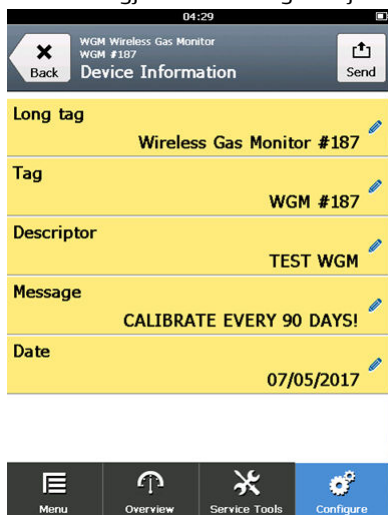 04:29
WGM Wireless Gas Monitor
WGM #187
Back
Device Information
Send
Long tag
Wireless Gas Monitor #187
Tag
WGM #187
Descriptor
TEST WGM
Message
CALIBRATE EVERY 90 DAYS!
Date
07/05/2017
Menu
Overview
Service Tools
Configure